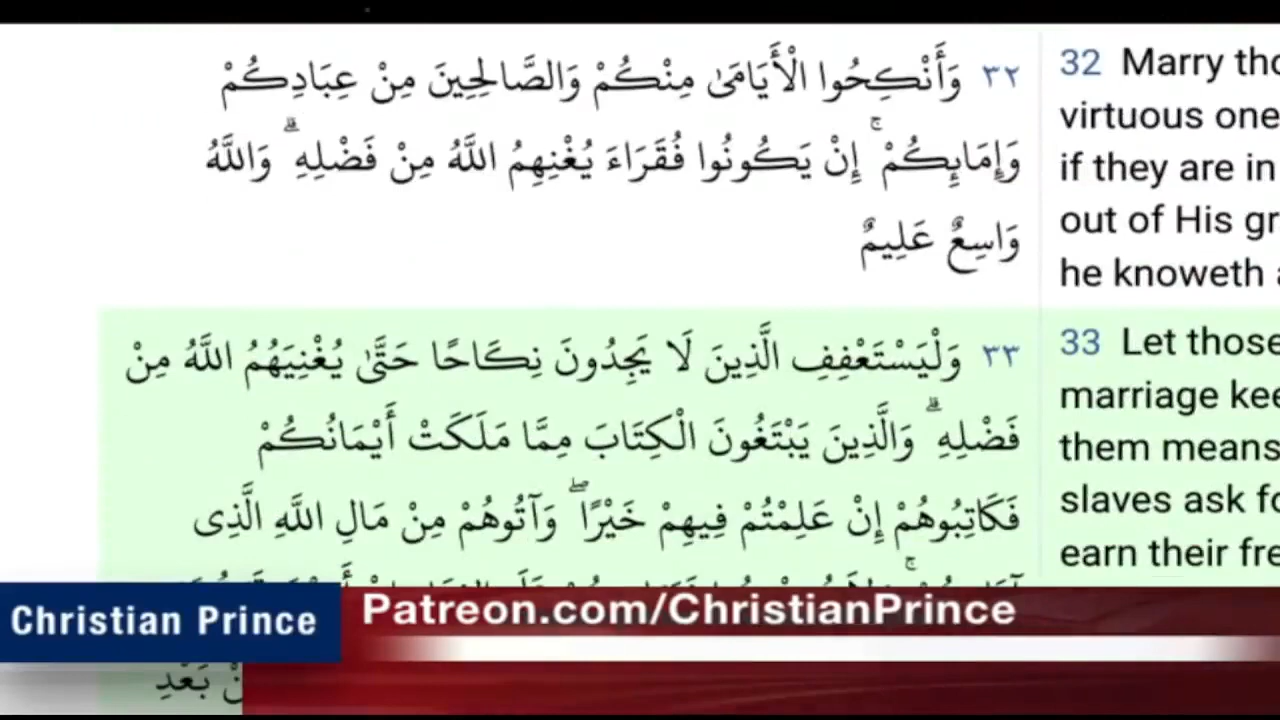 ٣٢ وَأَنْكِحُوا الْأَيَامَىٰ مِنْكُمْ وَالصَّالِحِينَ مِنْ عِبَادِكُمْ
وَإِمَائِكُمْ ۚ إِنْ يَكُونُوا فُقَرَاءَ يُغْنِهِمُ اللَّهُ مِنْ فَضْلِهِ ۗ وَاللَّهُ
وَاسِعٌ عَلِيمٌ
32 Marry tho
virtuous one
if they are in
out of His gr
he knoweth a
٣٣ وَلْيَسْتَعْفِفِ الَّذِينَ لَا يَجِدُونَ نِكَاحًا حَتَّىٰ يُغْنِيَهُمُ اللَّهُ مِنْ
فَضْلِهِ ۗ وَالَّذِينَ يَبْتَغُونَ الْكِتَابَ مِمَّا مَلَكَتْ أَيْمَانُكُمْ
فَكَاتِبُوهُمْ إِنْ عَلِمْتُمْ فِيهِمْ خَيْرًا ۖ وَآتُوهُمْ مِنْ مَالِ اللَّهِ الَّذِي
بَعْدِ
33 Let those
marriage kee
them means
slaves ask fo
earn their fre
Christian Prince
Patreon.com/ChristianPrince